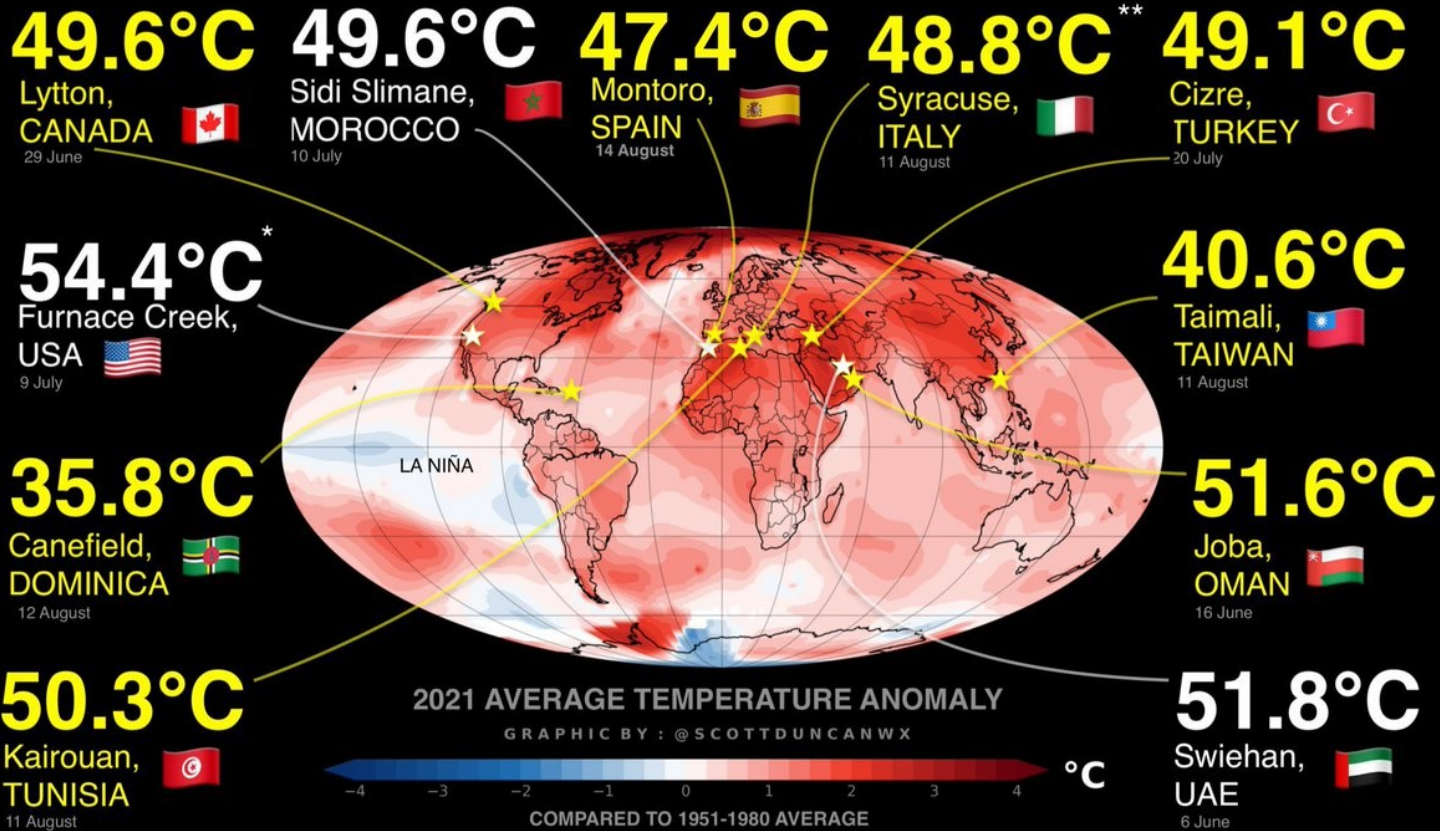 49.6°C
Lytton,
CANADA
29 June
49.6°C
Sidi Slimane,
MOROCCO
10 July
47.4°C
Montoro,
SPAIN
14 August
48.8°C**
Syracuse,
ITALY
11 August
49.1°C
Cizre,
TURKEY
20 July
54.4°C*
Furnace Creek,
USA
9 July
40.6°C
Taimali,
TAIWAN
11 August
35.8°C
Canefield,
DOMINICA
12 August
LA NIÑA
51.6°C
Joba,
OMAN
16 June
50.3°C
Kairouan,
TUNISIA
11 August
51.8°C
Swiehan,
UAE
6 June
2021 AVERAGE TEMPERATURE ANOMALY
GRAPHIC BY : @SCOTTDUNCANWX
°C
−4 −3 −2 −1 0 1 2 3 4
COMPARED TO 1951-1980 AVERAGE